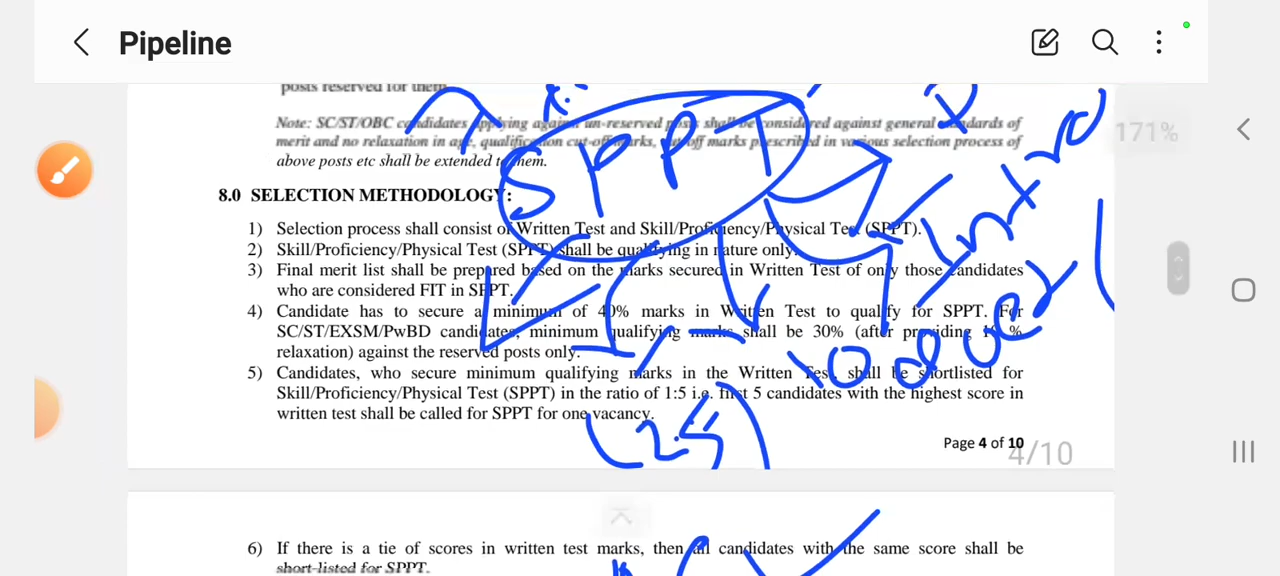 Pipeline
posts reserved for them.
Note: SC/ST/OBC candidates applying against un-reserved posts shall be considered against general standards of
merit and no relaxation in age, qualification cut-off marks, cut-off marks prescribed in various selection process of
above posts etc shall be extended to them.
171%
SPPT
8.0 SELECTION METHODOLOGY:
1) Selection process shall consist of Written Test and Skill/Proficiency/Physical Test (SPPT).
2) Skill/Proficiency/Physical Test (SPPT) shall be qualifying in nature only.
3) Final merit list shall be prepared based on the marks secured in Written Test of only those candidates
who are considered FIT in SPPT.
4) Candidate has to secure a minimum of 40% marks in Written Test to qualify for SPPT. For
SC/ST/EXSM/PwBD candidates, minimum qualifying marks shall be 30% (after providing 10%
relaxation) against the reserved posts only.
5) Candidates, who secure minimum qualifying marks in the Written Test, shall be shortlisted for
Skill/Proficiency/Physical Test (SPPT) in the ratio of 1:5 i.e. first 5 candidates with the highest score in
written test shall be called for SPPT for one vacancy.
(25)
10
Page 4 of 10
4/10
6) If there is a tie of scores in written test marks, then all candidates with the same score shall be
short-listed for SPPT.